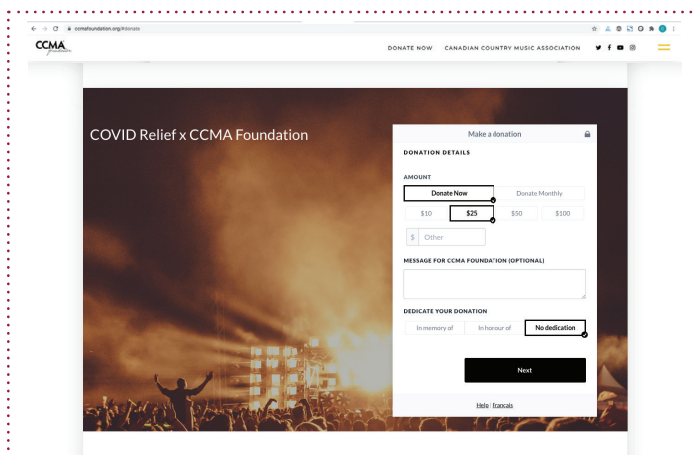 ccmafoundation.org/#donate
CCMA
foundation
DONATE NOW CANADIAN COUNTRY MUSIC ASSOCIATION
COVID Relief x CCMA Foundation
Make a donation
DONATION DETAILS
AMOUNT
Donate Now Donate Monthly
$10 $25 $50 $100
$ Other
MESSAGE FOR CCMA FOUNDATION (OPTIONAL)
DEDICATE YOUR DONATION
In memory of In honour of No dedication
Next
Help | Français